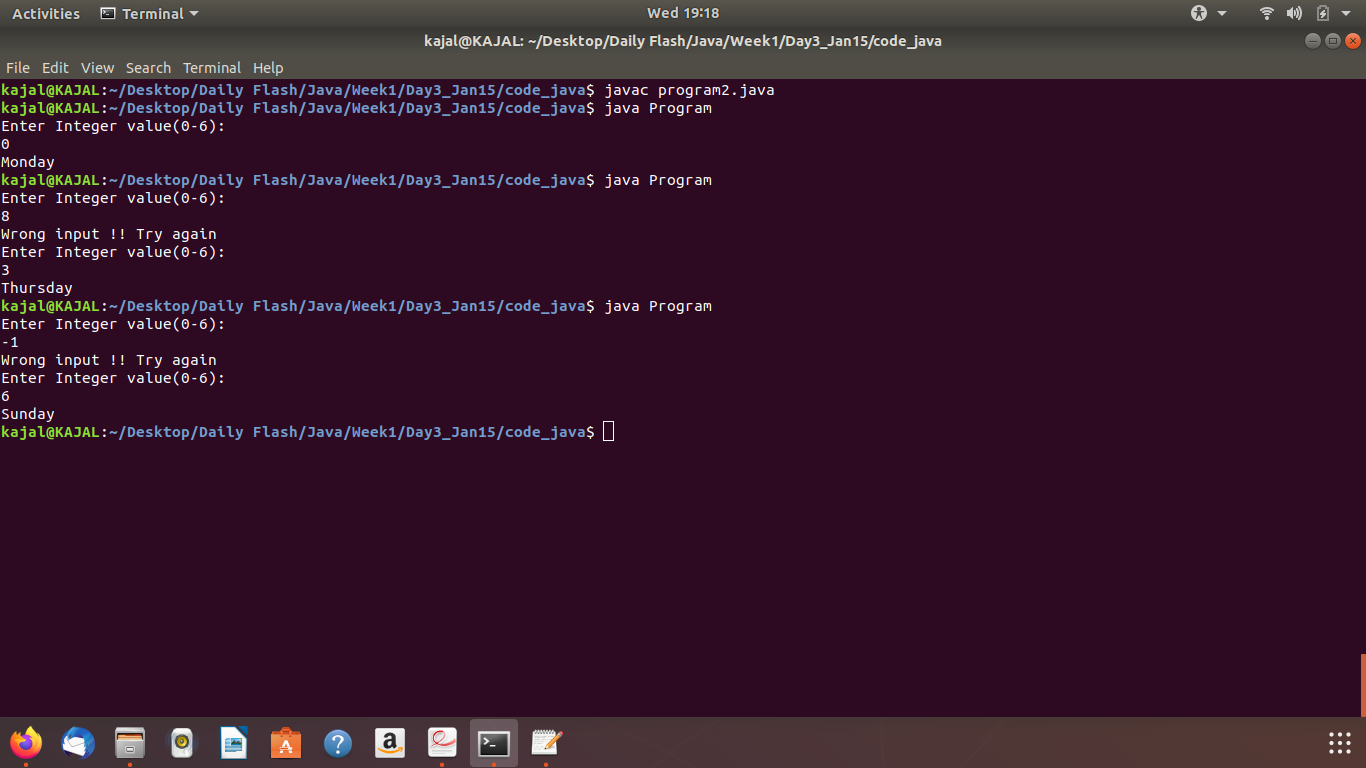 Activities Terminal Wed 19:18
kajal@KAJAL: ~/Desktop/Daily Flash/Java/Week1/Day3_Jan15/code_java
File Edit View Search Terminal Help
kajal@KAJAL:~/Desktop/Daily Flash/Java/Week1/Day3_Jan15/code_java$ javac program2.java
kajal@KAJAL:~/Desktop/Daily Flash/Java/Week1/Day3_Jan15/code_java$ java Program
Enter Integer value(0-6):
0
Monday
kajal@KAJAL:~/Desktop/Daily Flash/Java/Week1/Day3_Jan15/code_java$ java Program
Enter Integer value(0-6):
8
Wrong input !! Try again
Enter Integer value(0-6):
3
Thursday
kajal@KAJAL:~/Desktop/Daily Flash/Java/Week1/Day3_Jan15/code_java$ java Program
Enter Integer value(0-6):
-1
Wrong input !! Try again
Enter Integer value(0-6):
6
Sunday
kajal@KAJAL:~/Desktop/Daily Flash/Java/Week1/Day3_Jan15/code_java$